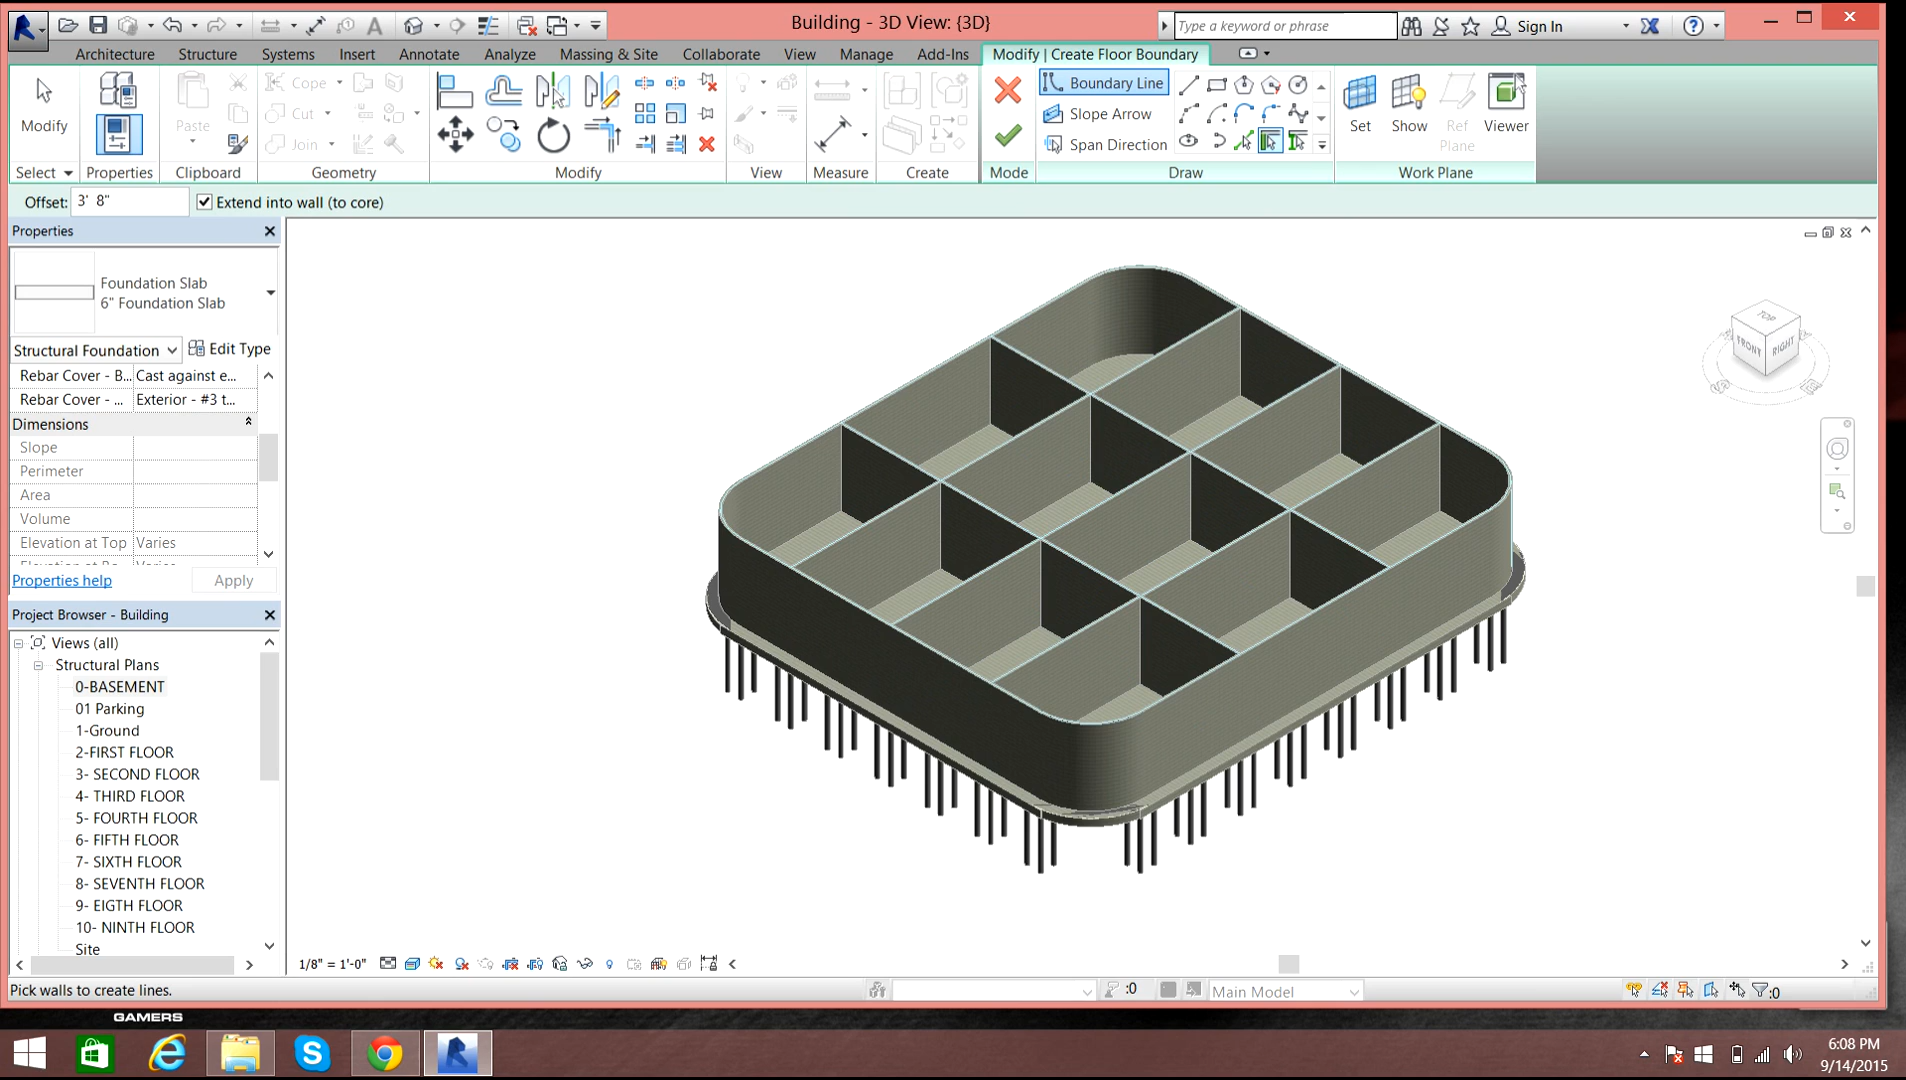 Building - 3D View: {3D}
Type a keyword or phrase
Sign In
Architecture Structure Systems Insert Annotate Analyze Massing & Site Collaborate View Manage Add-Ins Modify | Create Floor Boundary
Modify
Paste
Cope
Cut
Join
Boundary Line
Slope Arrow
Span Direction
Set
Show
Ref
Plane
Viewer
Select Properties Clipboard Geometry Modify View Measure Create Mode Draw Work Plane
Offset: 3' 8" Extend into wall (to core)
Properties
Foundation Slab
6" Foundation Slab
Structural Foundation Edit Type
Rebar Cover - B... Cast against e...
Rebar Cover - ... Exterior - #3 t...
Dimensions
Slope
Perimeter
Area
Volume
Elevation at Top Varies
Properties help Apply
Project Browser - Building
Views (all)
Structural Plans
0-BASEMENT
01 Parking
1-Ground
2-FIRST FLOOR
3- SECOND FLOOR
4- THIRD FLOOR
5- FOURTH FLOOR
6- FIFTH FLOOR
7- SIXTH FLOOR
8- SEVENTH FLOOR
9- EIGTH FLOOR
10- NINTH FLOOR
Site
TOP
FRONT
RIGHT
1/8" = 1'-0"
Pick walls to create lines.
:0
Main Model
:0
GAMERS
6:08 PM
9/14/2015